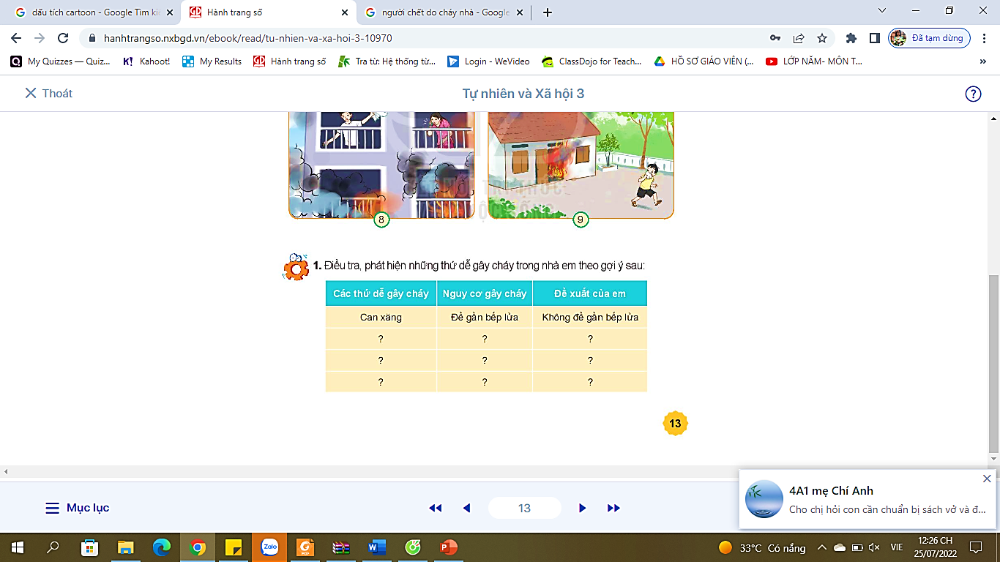 dấu tích cartoon - Google Tìm ki
Hành trang số
người chết do cháy nhà - Google
hanhtrangso.nxbgd.vn/ebook/read/tu-nhien-va-xa-hoi-3-10970
Đã tạm dừng
My Quizzes — Quiz...
Kahoot!
My Results
Hành trang số
Tra từ: Hệ thống từ...
Login - WeVideo
ClassDojo for Teach...
HỒ SƠ GIÁO VIÊN (...
LỚP NĂM- MÔN T...
Thoát
Tự nhiên và Xã hội 3
8
9
1. Điều tra, phát hiện những thứ dễ gây cháy trong nhà em theo gợi ý sau:
Các thứ dễ gây cháy Nguy cơ gây cháy Đề xuất của em
Can xăng Để gần bếp lửa Không để gần bếp lửa
? ? ?
? ? ?
? ? ?
13
4A1 mẹ Chí Anh
Cho chị hỏi con cần chuẩn bị sách vở và đ...
Mục lục
13
Zalo
33°C Có nắng
VIE
12:26 CH
25/07/2022